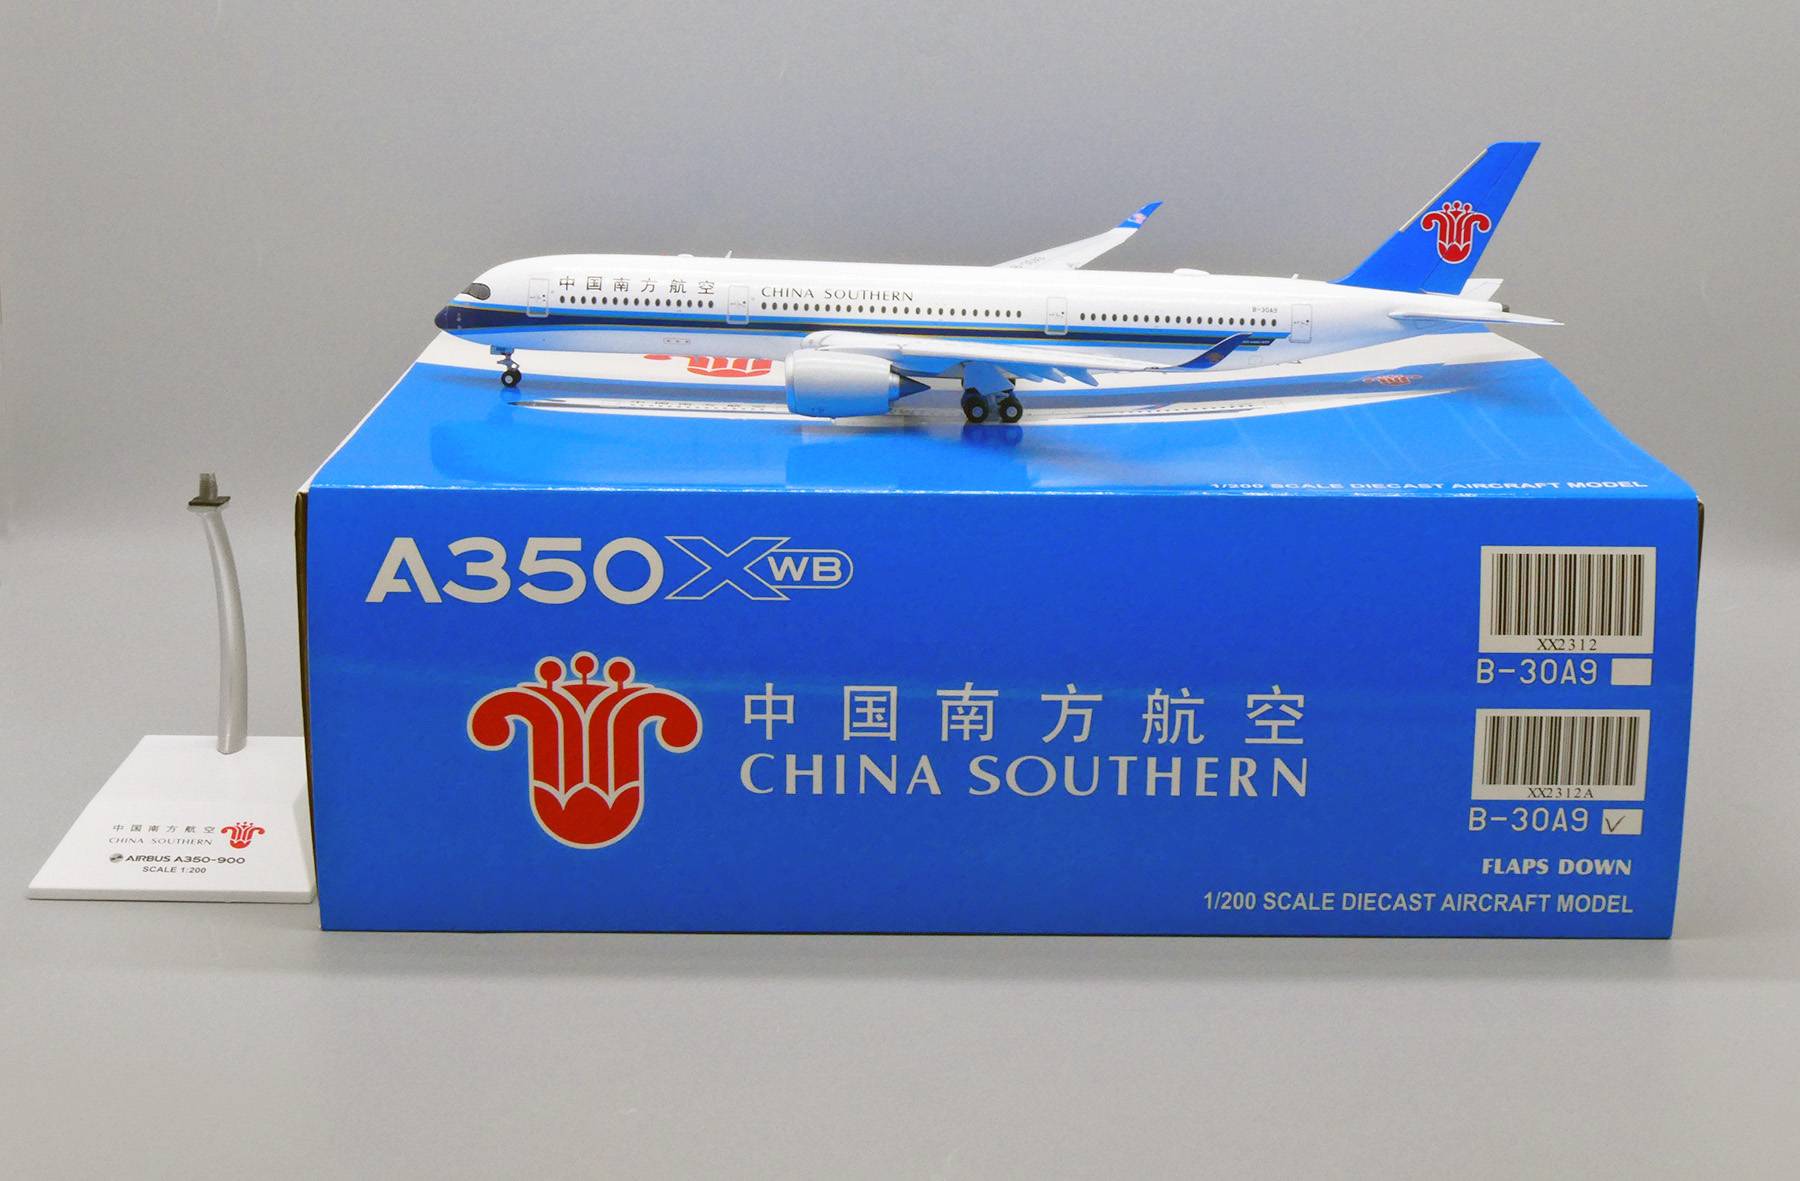 中国南方航空
CHINA SOUTHERN
B-30A9
1/200 SCALE DIECAST AIRCRAFT MODEL
A350XWB
中国南方航空
CHINA SOUTHERN
XX2312
B-30A9
XX2312A
B-30A9
FLAPS DOWN
1/200 SCALE DIECAST AIRCRAFT MODEL
中国南方航空
CHINA SOUTHERN
AIRBUS A350-900
SCALE 1:200